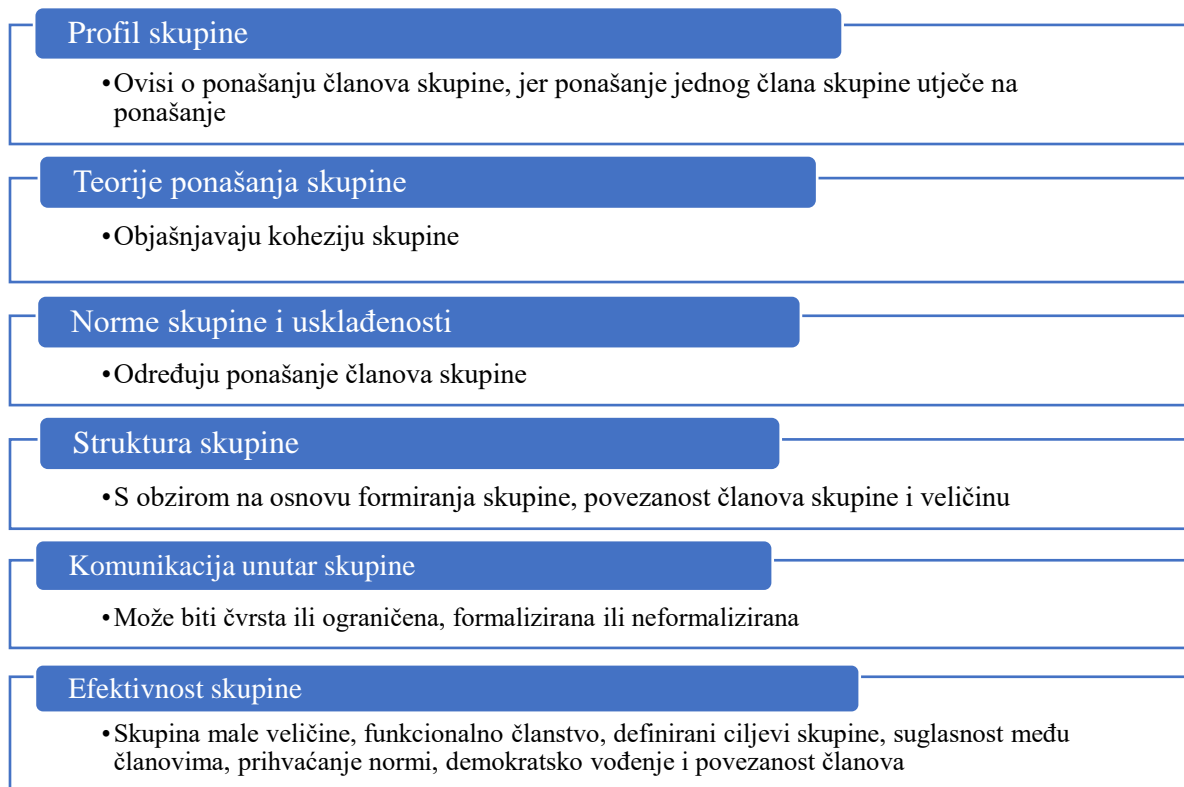 Profil skupine
•Ovisi o ponašanju članova skupine, jer ponašanje jednog člana skupine utječe na
ponašanje
Teorije ponašanja skupine
•Objašnjavaju koheziju skupine
Norme skupine i usklađenosti
•Određuju ponašanje članova skupine
Struktura skupine
•S obzirom na osnovu formiranja skupine, povezanost članova skupine i veličinu
Komunikacija unutar skupine
•Može biti čvrsta ili ograničena, formalizirana ili neformalizirana
Efektivnost skupine
•Skupina male veličine, funkcionalno članstvo, definirani ciljevi skupine, suglasnost među
članovima, prihvaćanje normi, demokratsko vođenje i povezanost članova